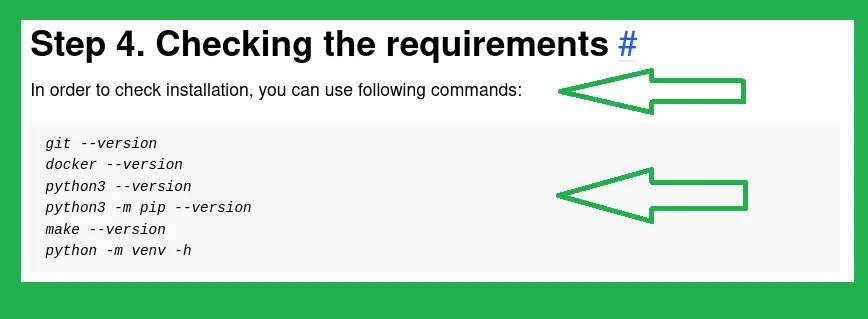 Step 4. Checking the requirements #
In order to check installation, you can use following commands:
git --version
docker --version
python3 --version
python3 -m pip --version
make --version
python -m venv -h